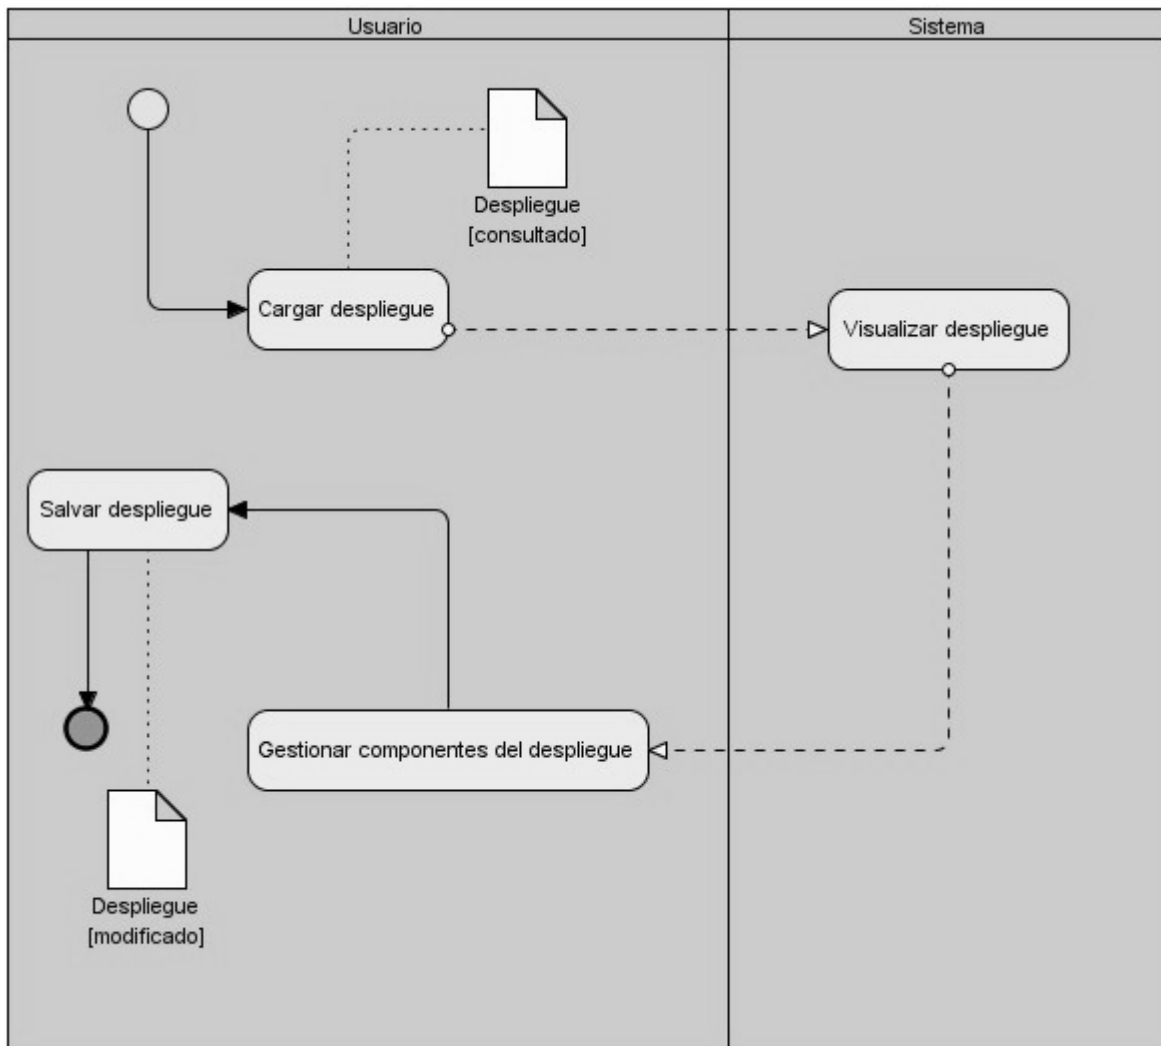 Usuario
Sistema
Despliegue
[consultado]
Cargar despliegue
Visualizar despliegue
Salvar despliegue
Gestionar componentes del despliegue
Despliegue
[modificado]